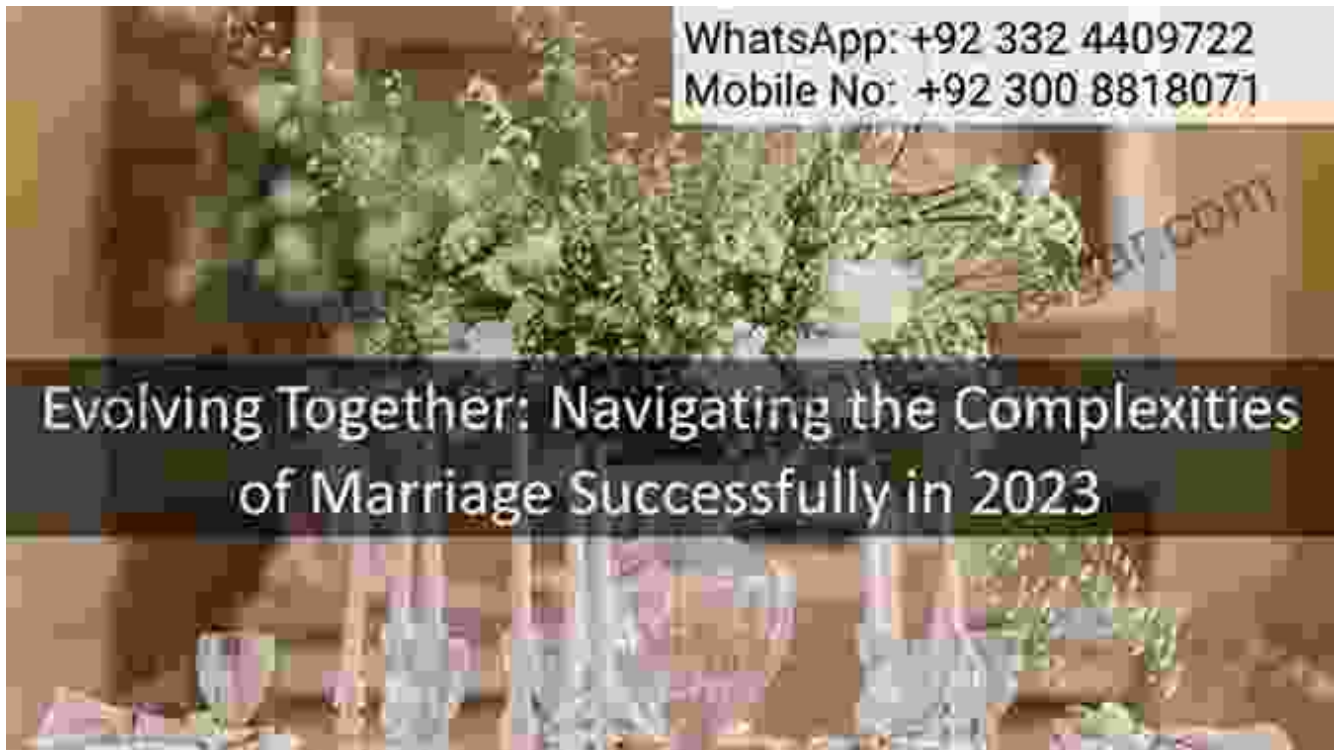 WhatsApp: +92 332 4409722
Mobile No: +92 300 8818071
Evolving Together: Navigating the Complexities
of Marriage Successfully in 2023